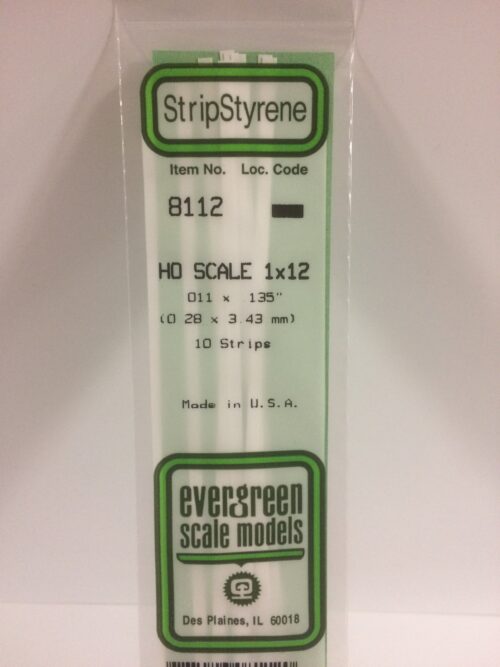 StripStyrene
Item No. Loc. Code
8112
HO SCALE 1x12
.011 x .135"
(0.28 x 3.43 mm)
10 Strips
Made in U.S.A.
evergreen
scale models
Des Plaines, IL 60018